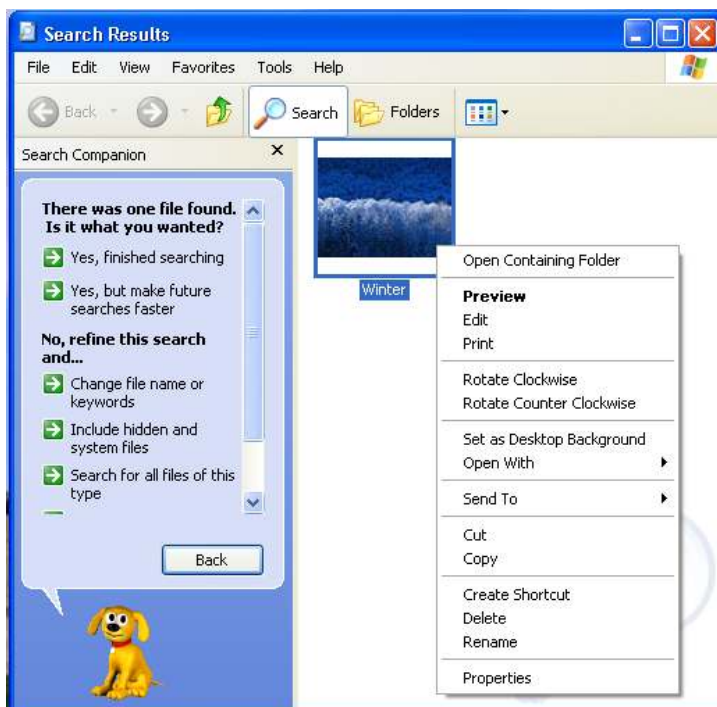 Search Results
File Edit View Favorites Tools Help
Back Search Folders
Search Companion
There was one file found.
Is it what you wanted?
Yes, finished searching
Yes, but make future
searches faster
No, refine this search
and...
Change file name or
keywords
Include hidden and
system files
Search for all files of this
type
Back
Winter
Open Containing Folder
Preview
Edit
Print
Rotate Clockwise
Rotate Counter Clockwise
Set as Desktop Background
Open With
Send To
Cut
Copy
Create Shortcut
Delete
Rename
Properties